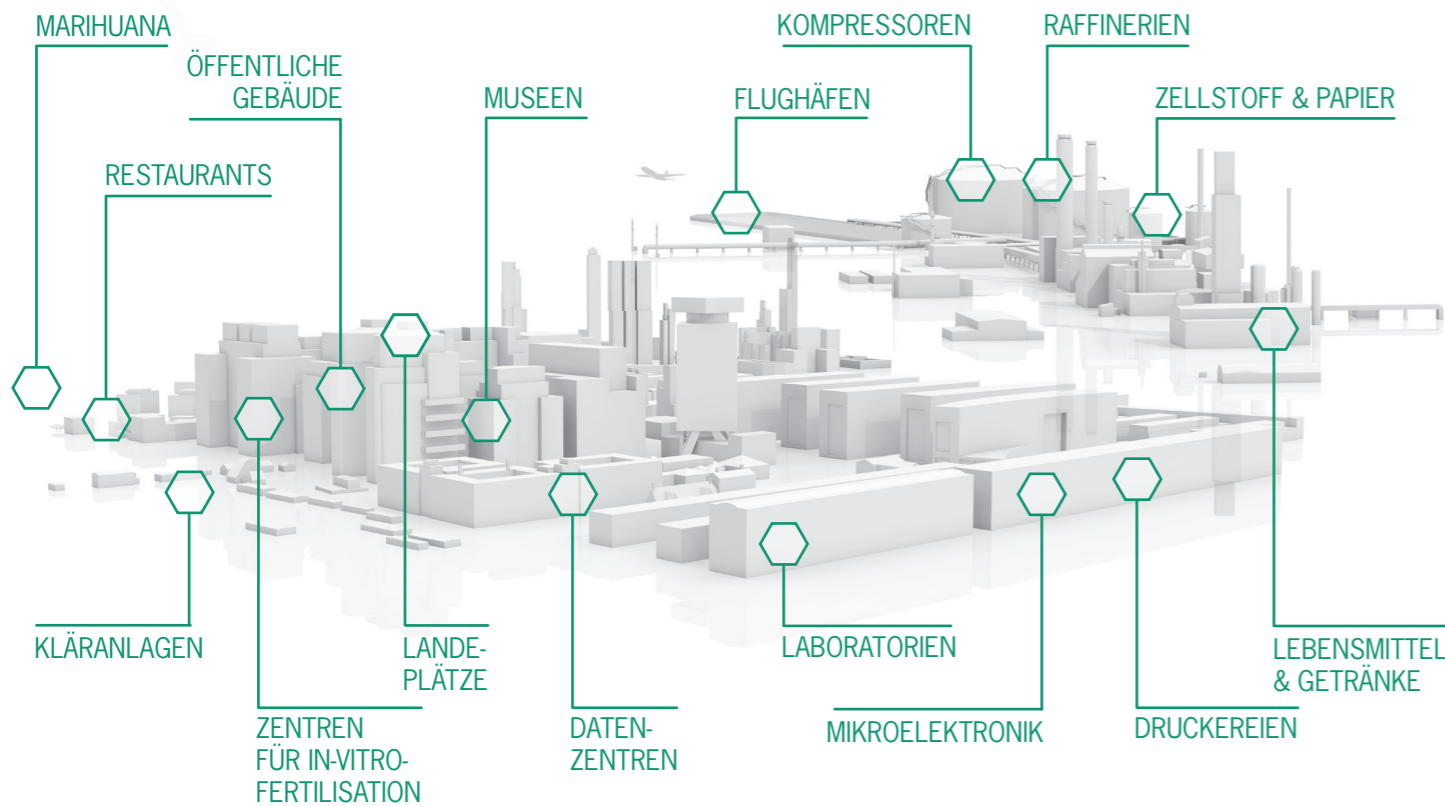 MARIHUANA
ÖFFENTLICHE
GEBÄUDE
RESTAURANTS
MUSEEN
FLUGHÄFEN
KOMPRESSOREN
RAFFINERIEN
ZELLSTOFF & PAPIER
KLÄRANLAGEN
ZENTREN
FÜR IN-VITRO-
FERTILISATION
LANDE-
PLÄTZE
DATEN-
ZENTREN
LABORATORIEN
MIKROELEKTRONIK
DRUCKEREIEN
LEBENSMITTEL
& GETRÄNKE